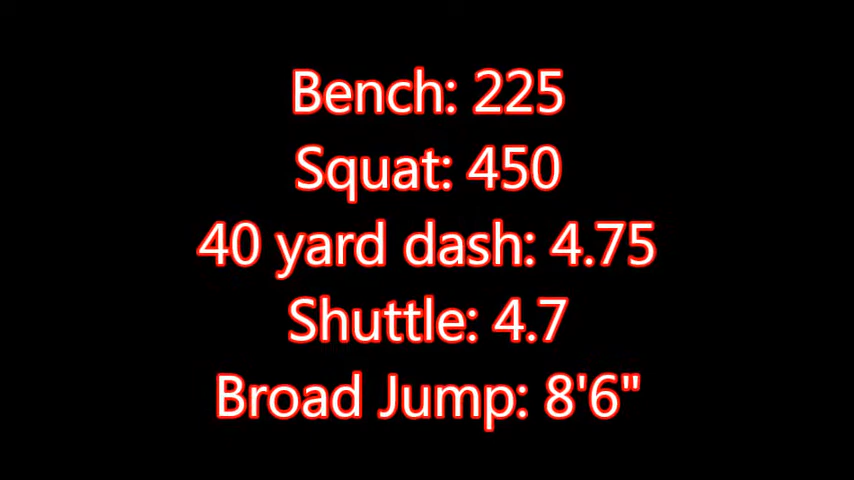 Bench: 225
Squat: 450
40 yard dash: 4.75
Shuttle: 4.7
Broad Jump: 8'6"